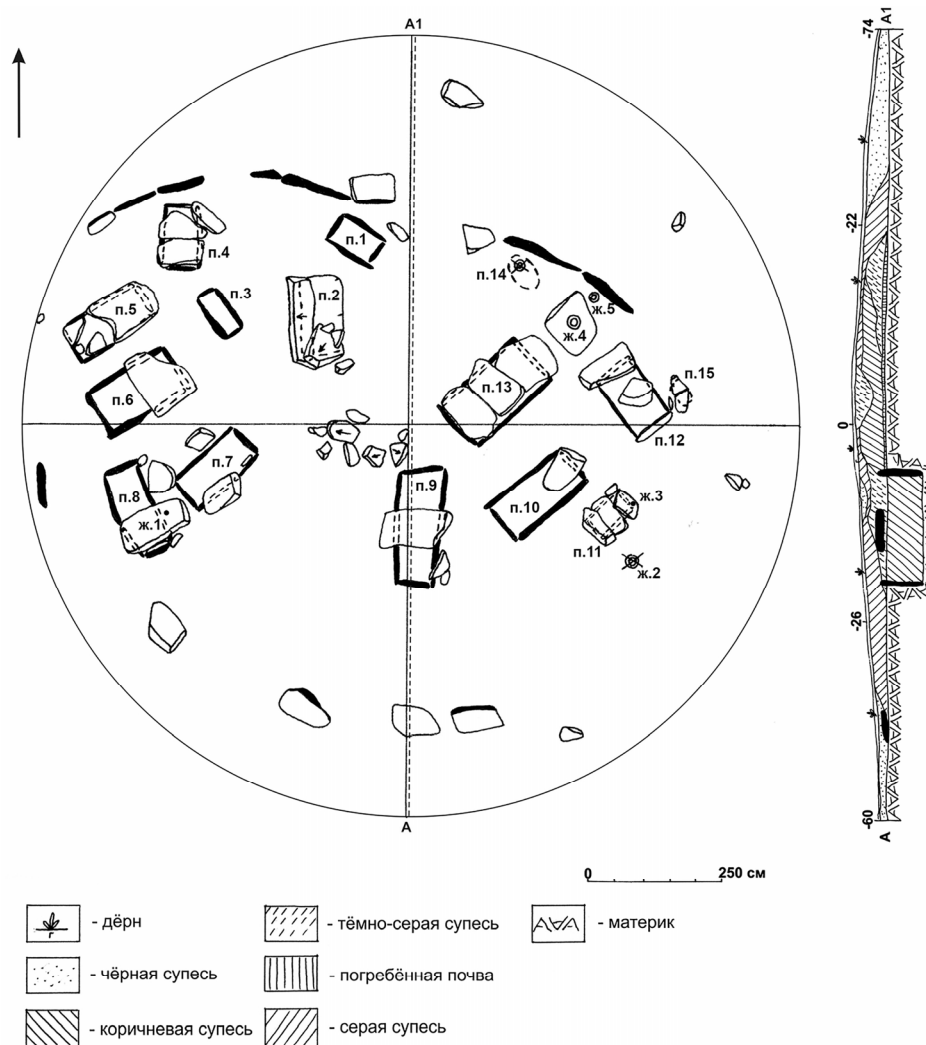 А1
п.1
п.4
п.14
п.3
п.2
ж.5
п.5
ж.4
п.13
п.15
п.6
п.12
п.7
п.9
п.8
п.10
ж.3
ж.1
п.11
ж.2
А
-74
А1
-22
0
-26
-60
А
0 250 см
- дёрн
- тёмно-серая супесь
- материк
- чёрная супесь
- погребённая почва
- коричневая супесь
- серая супесь